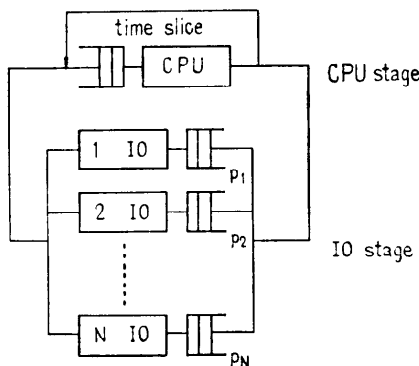 time slice
CPU
CPU stage
1 IO
p1
2 IO
p2
IO stage
N IO
pN